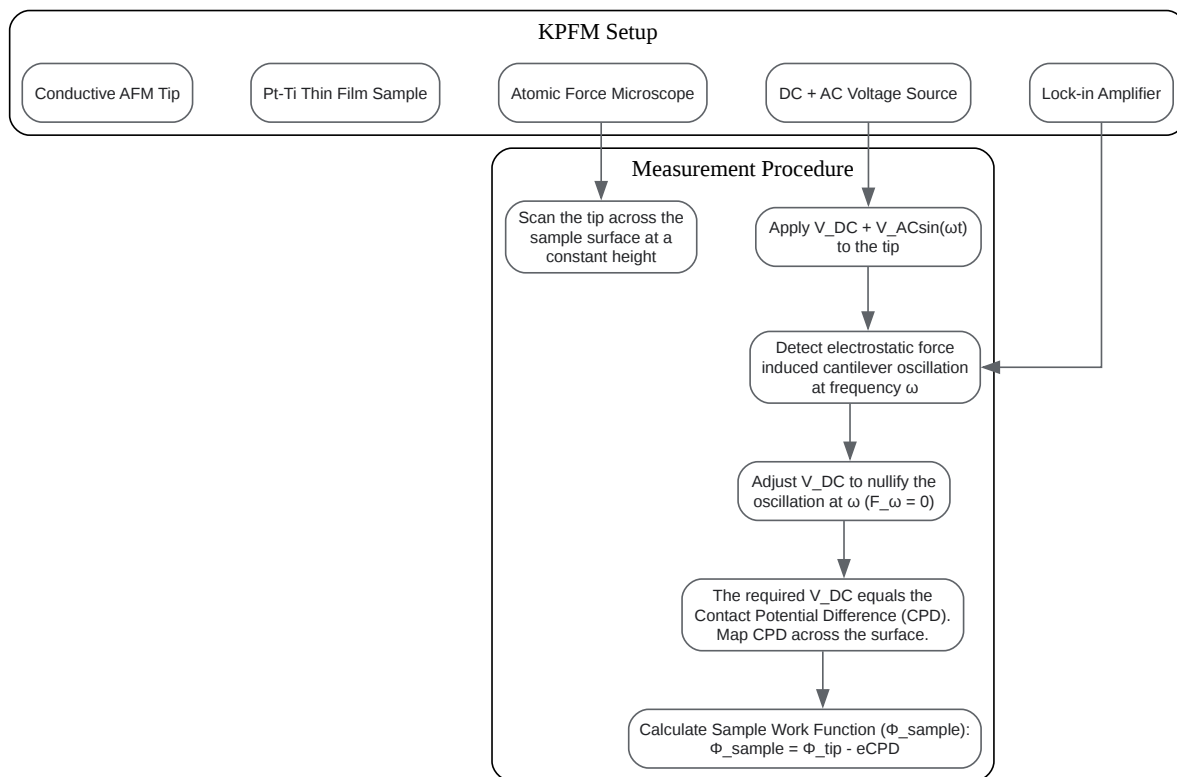 KPFM Setup
Conductive AFM Tip
Pt-Ti Thin Film Sample
Atomic Force Microscope
DC + AC Voltage Source
Lock-in Amplifier
Measurement Procedure
Scan the tip across the
sample surface at a
constant height
Apply V_DC + V_ACsin(ωt)
to the tip
Detect electrostatic force
induced cantilever oscillation
at frequency ω
Adjust V_DC to nullify the
oscillation at ω (F_ω = 0)
The required V_DC equals the
Contact Potential Difference (CPD).
Map CPD across the surface.
Calculate Sample Work Function (Φ_sample):
Φ_sample = Φ_tip - eCPD